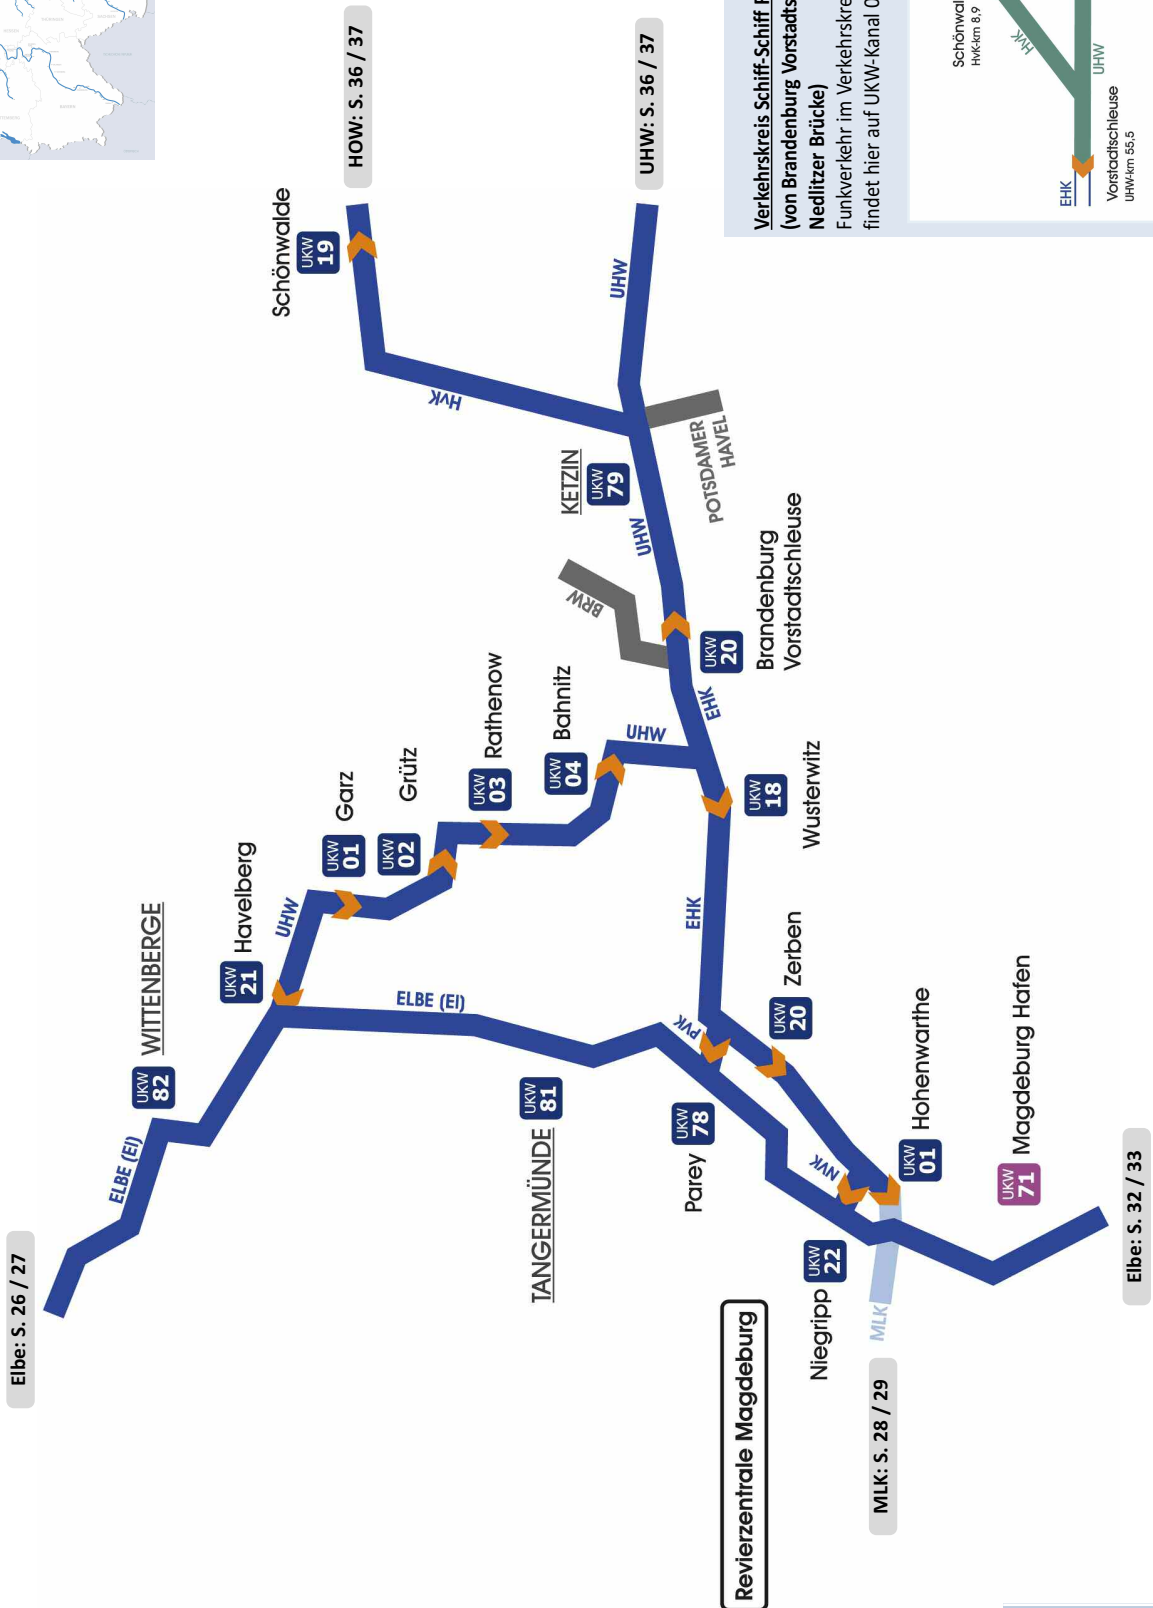 Elbe: S. 26 / 27
ELBE (El)
UKW
82
WITTENBERGE
UKW
21
Havelberg
UHW
UKW
01
Garz
UKW
02
Grütz
UKW
03
Rathenow
UKW
04
Bahnitz
UHW
ELBE (El)
TANGERMÜNDE
UKW
81
Schönwalde
UKW
19
HOW: S. 36 / 37
HvK
KETZIN
UKW
79
UHW
UHW
UHW: S. 36 / 37
BRW
POTSDAMER
HAVEL
UKW
20
Brandenburg
Vorstadtschleuse
EHK
UKW
18
Wusterwitz
EHK
PVK
Parey
UKW
78
UKW
20
Zerben
NVK
Niegripp
UKW
22
UKW
01
Hohenwarthe
MLK
MLK: S. 28 / 29
UKW
71
Magdeburg Hafen
Elbe: S. 32 / 33
Revierzentrale Magdeburg
Verkehrskreis Schiff-Schiff
(von Brandenburg Vorstadts
Nedlitzer Brücke)
Funkverkehr im Verkehrskre
findet hier auf UKW-Kanal 0
Schönwal
HvK-km 8,9
HvK
UHW
EHK
Vorstadtschleuse
UHW-km 55,5